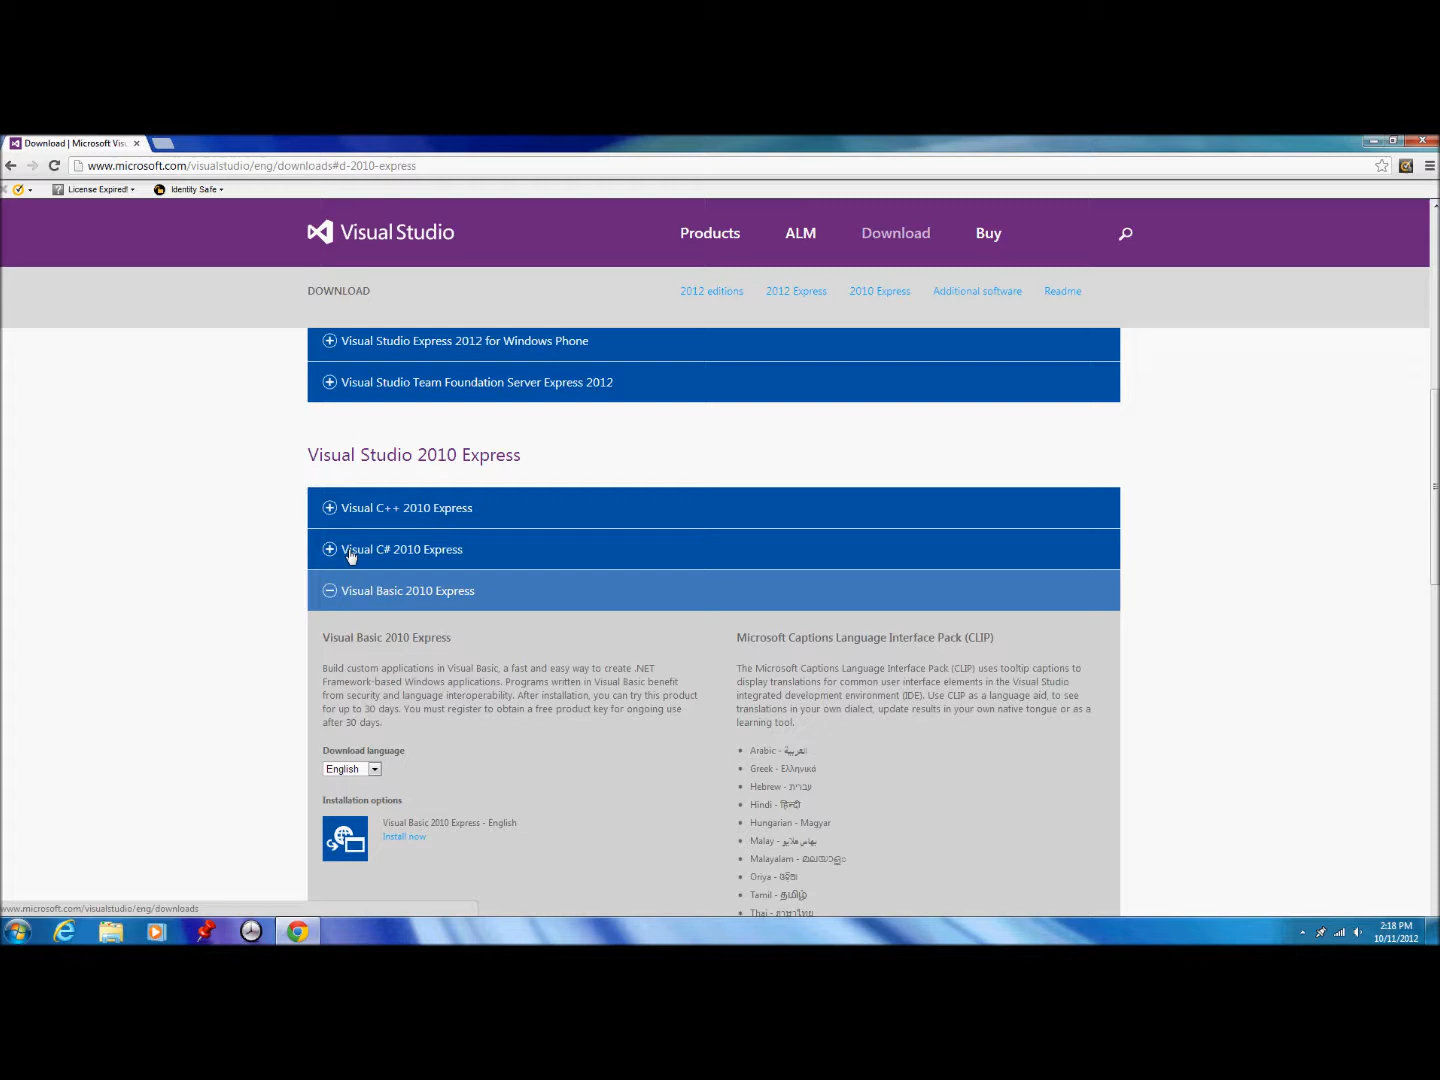 Download | Microsoft Visu
www.microsoft.com/visualstudio/eng/downloads#d-2010-express
License Expired!
Identity Safe
Visual Studio
Products
ALM
Download
Buy
DOWNLOAD
2012 editions
2012 Express
2010 Express
Additional software
Readme
Visual Studio Express 2012 for Windows Phone
Visual Studio Team Foundation Server Express 2012
Visual Studio 2010 Express
Visual C++ 2010 Express
Visual C# 2010 Express
Visual Basic 2010 Express
Visual Basic 2010 Express
Build custom applications in Visual Basic, a fast and easy way to create .NET
Framework-based Windows applications. Programs written in Visual Basic benefit
from security and language interoperability. After installation, you can try this product
for up to 30 days. You must register to obtain a free product key for ongoing use
after 30 days.
Download language
English
Installation options
Visual Basic 2010 Express - English
Install now
Microsoft Captions Language Interface Pack (CLIP)
The Microsoft Captions Language Interface Pack (CLIP) uses tooltip captions to
display translations for common user interface elements in the Visual Studio
integrated development environment (IDE). Use CLIP as a language aid, to see
translations in your own dialect, update results in your own native tongue or as a
learning tool.
Arabic - العربية
Greek - Ελληνικά
Hebrew - עברית
Hindi - हिन्दी
Hungarian - Magyar
Malay - بهاس ملايو
Malayalam - മലയാളം
Oriya - ଓଡ଼ିଆ
Tamil - தமிழ்
Thai - ภาษาไทย
www.microsoft.com/visualstudio/eng/downloads
2:18 PM
10/11/2012